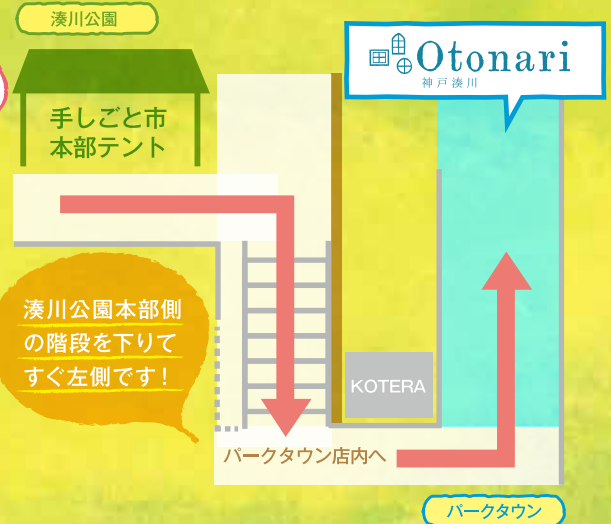 湊川公園
Otonari
神戸湊川
手しごと市
本部テント
湊川公園本部側
の階段を下りて
すぐ左側です!
KOTERA
パークタウン店内へ
パークタウン